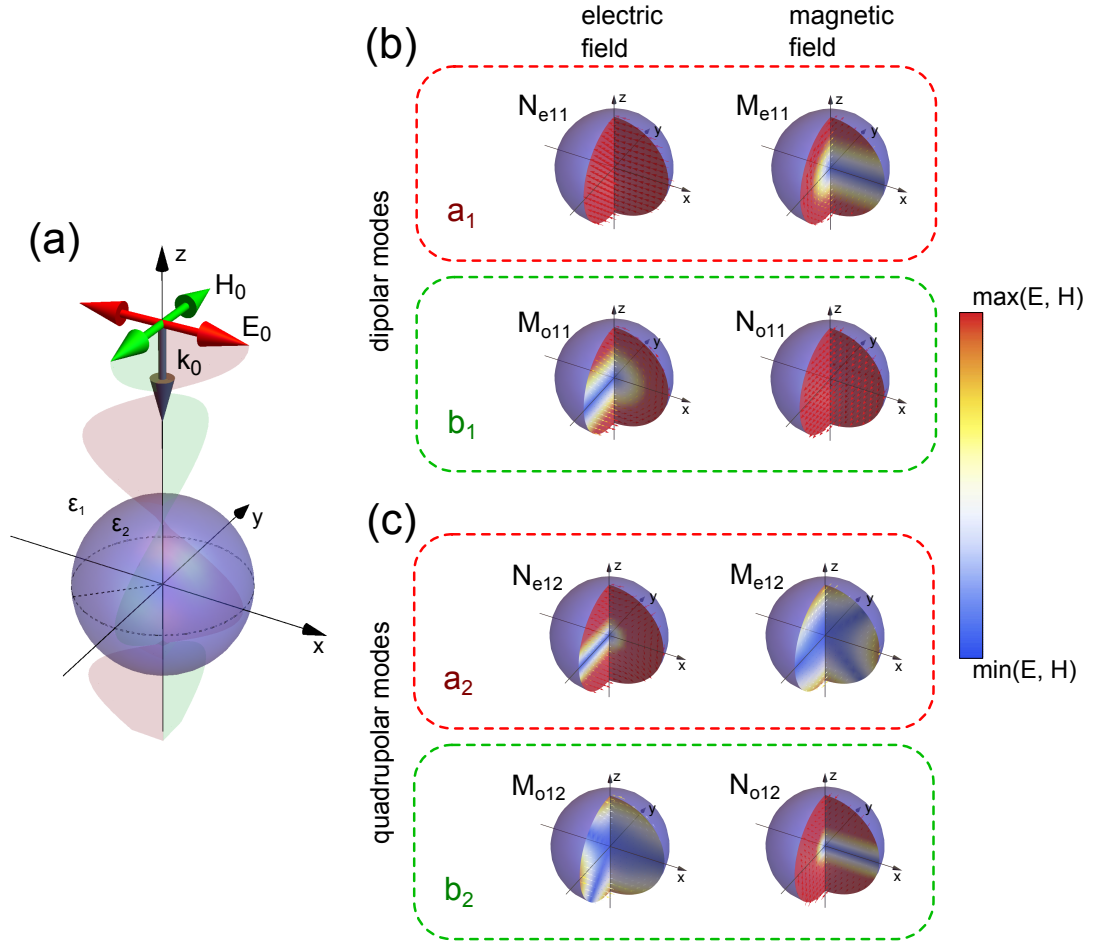 (a)
z
H₀
E₀
k₀
ε₁
ε₂
y
x
(b)
electric
field
magnetic
field
dipolar modes
Nₑ₁₁
z
y
x
Mₑ₁₁
z
y
x
a₁
Mₒ₁₁
z
y
x
Nₒ₁₁
z
y
x
b₁
(c)
quadrupolar modes
Nₑ₁₂
z
y
x
Mₑ₁₂
z
y
x
a₂
Mₒ₁₂
z
y
x
Nₒ₁₂
z
y
x
b₂
max(E, H)
min(E, H)